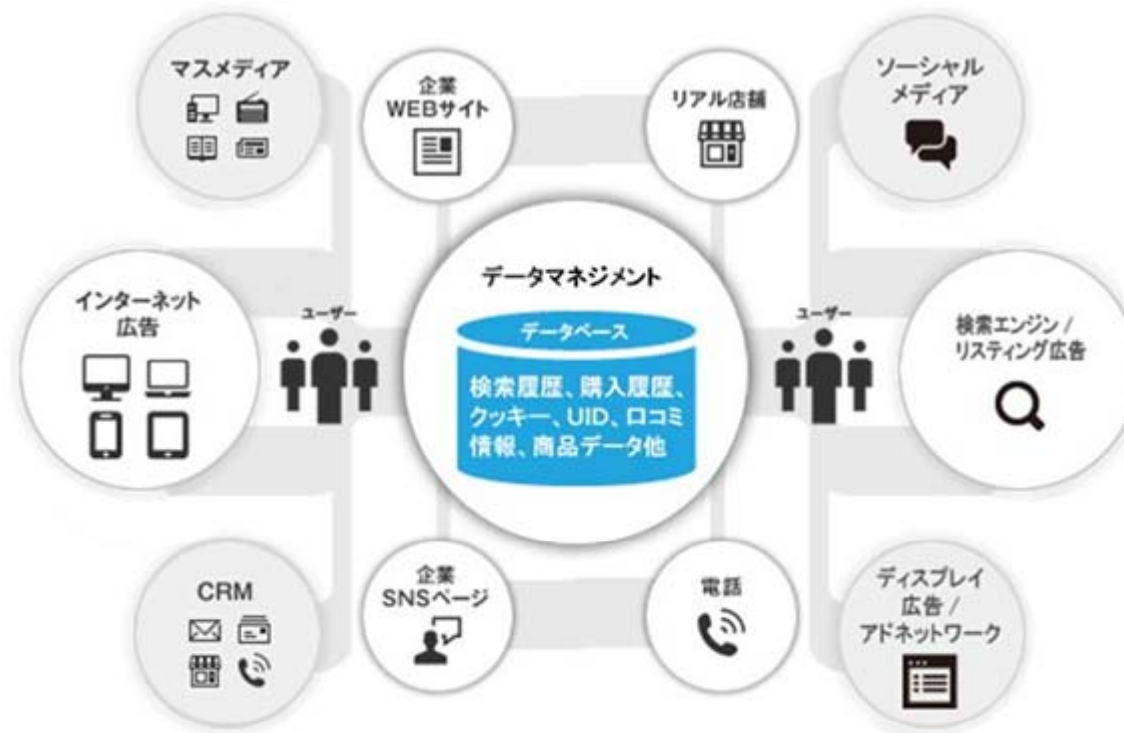 マスメディア
企業
WEBサイト
リアル店舗
ソーシャル
メディア
インターネット
広告
ユーザー
データマネジメント
データベース
検索履歴、購入履歴、
クッキー、UID、口コミ
情報、商品データ他
ユーザー
検索エンジン /
リスティング広告
CRM
企業
SNSページ
電話
ディスプレイ
広告 /
アドネットワーク